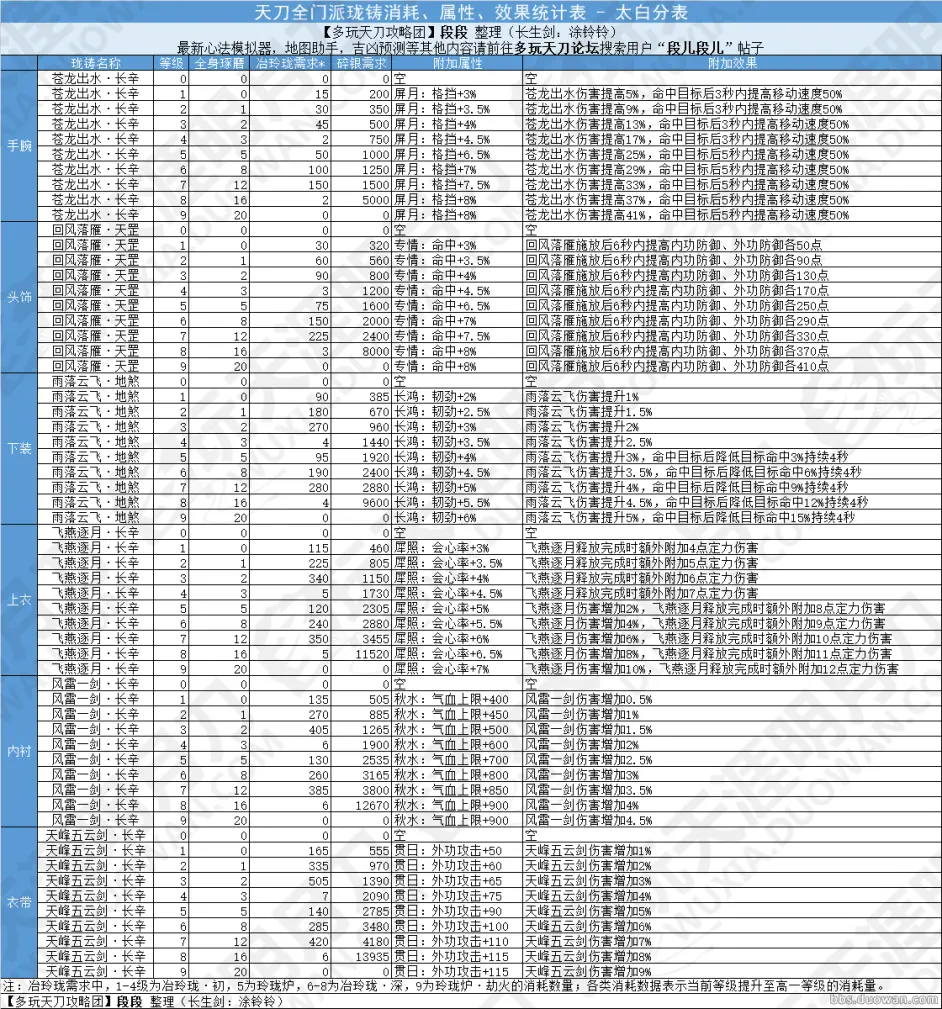 天刀全门派珑铸消耗、属性、效果统计表 - 太白分表
【多玩天刀攻略团】段段 整理（长生剑：涂铃铃）
最新心法模拟器，地图助手，吉凶预测等其他内容请前往多玩天刀论坛搜索用户“段儿段儿”帖子
珑铸名称 等级 全身琢磨 冶玲珑需求* 碎银需求 附加属性 附加效果
手腕
苍龙出水·长辛 0 0 0 0 空 空
苍龙出水·长辛 1 0 15 200 屏月：格挡+3% 苍龙出水伤害提高5%，命中目标后3秒内提高移动速度50%
苍龙出水·长辛 2 1 30 350 屏月：格挡+3.5% 苍龙出水伤害提高9%，命中目标后3秒内提高移动速度50%
苍龙出水·长辛 3 2 45 500 屏月：格挡+4% 苍龙出水伤害提高13%，命中目标后3秒内提高移动速度50%
苍龙出水·长辛 4 3 2 750 屏月：格挡+4.5% 苍龙出水伤害提高17%，命中目标后3秒内提高移动速度50%
苍龙出水·长辛 5 5 50 1000 屏月：格挡+6.5% 苍龙出水伤害提高25%，命中目标后5秒内提高移动速度50%
苍龙出水·长辛 6 8 100 1250 屏月：格挡+7% 苍龙出水伤害提高29%，命中目标后5秒内提高移动速度50%
苍龙出水·长辛 7 12 150 1500 屏月：格挡+7.5% 苍龙出水伤害提高33%，命中目标后5秒内提高移动速度50%
苍龙出水·长辛 8 16 2 5000 屏月：格挡+8% 苍龙出水伤害提高37%，命中目标后5秒内提高移动速度50%
苍龙出水·长辛 9 20 0 0 屏月：格挡+8% 苍龙出水伤害提高41%，命中目标后5秒内提高移动速度50%
头饰
回风落雁·天罡 0 0 0 0 空 空
回风落雁·天罡 1 0 30 320 专情：命中+3% 回风落雁施放后6秒内提高内功防御、外功防御各50点
回风落雁·天罡 2 1 60 560 专情：命中+3.5% 回风落雁施放后6秒内提高内功防御、外功防御各90点
回风落雁·天罡 3 2 90 800 专情：命中+4% 回风落雁施放后6秒内提高内功防御、外功防御各130点
回风落雁·天罡 4 3 3 1200 专情：命中+4.5% 回风落雁施放后6秒内提高内功防御、外功防御各170点
回风落雁·天罡 5 5 75 1600 专情：命中+6.5% 回风落雁施放后6秒内提高内功防御、外功防御各250点
回风落雁·天罡 6 8 150 2000 专情：命中+7% 回风落雁施放后6秒内提高内功防御、外功防御各290点
回风落雁·天罡 7 12 225 2400 专情：命中+7.5% 回风落雁施放后6秒内提高内功防御、外功防御各330点
回风落雁·天罡 8 16 3 8000 专情：命中+8% 回风落雁施放后6秒内提高内功防御、外功防御各370点
回风落雁·天罡 9 20 0 0 专情：命中+8% 回风落雁施放后6秒内提高内功防御、外功防御各410点
下装
雨落云飞·地煞 0 0 0 0 空 空
雨落云飞·地煞 1 0 90 385 长鸿：韧劲+2% 雨落云飞伤害提升1%
雨落云飞·地煞 2 1 180 670 长鸿：韧劲+2.5% 雨落云飞伤害提升1.5%
雨落云飞·地煞 3 2 270 960 长鸿：韧劲+3% 雨落云飞伤害提升2%
雨落云飞·地煞 4 3 4 1440 长鸿：韧劲+3.5% 雨落云飞伤害提升2.5%
雨落云飞·地煞 5 5 95 1920 长鸿：韧劲+4% 雨落云飞伤害提升3%，命中目标后降低目标命中3%持续4秒
雨落云飞·地煞 6 8 190 2400 长鸿：韧劲+4.5% 雨落云飞伤害提升3.5%，命中目标后降低目标命中6%持续4秒
雨落云飞·地煞 7 12 280 2880 长鸿：韧劲+5% 雨落云飞伤害提升4%，命中目标后降低目标命中9%持续4秒
雨落云飞·地煞 8 16 4 9600 长鸿：韧劲+5.5% 雨落云飞伤害提升4.5%，命中目标后降低目标命中12%持续4秒
雨落云飞·地煞 9 20 0 0 长鸿：韧劲+6% 雨落云飞伤害提升5%，命中目标后降低目标命中15%持续4秒
上衣
飞燕逐月·长辛 0 0 0 0 空 空
飞燕逐月·长辛 1 0 115 460 犀照：会心率+3% 飞燕逐月释放完成时额外附加4点定力伤害
飞燕逐月·长辛 2 1 225 805 犀照：会心率+3.5% 飞燕逐月释放完成时额外附加5点定力伤害
飞燕逐月·长辛 3 2 340 1150 犀照：会心率+4% 飞燕逐月释放完成时额外附加6点定力伤害
飞燕逐月·长辛 4 3 5 1730 犀照：会心率+4.5% 飞燕逐月释放完成时额外附加7点定力伤害
飞燕逐月·长辛 5 5 120 2305 犀照：会心率+5% 飞燕逐月伤害增加2%，飞燕逐月释放完成时额外附加8点定力伤害
飞燕逐月·长辛 6 8 240 2880 犀照：会心率+5.5% 飞燕逐月伤害增加4%，飞燕逐月释放完成时额外附加9点定力伤害
飞燕逐月·长辛 7 12 350 3455 犀照：会心率+6% 飞燕逐月伤害增加6%，飞燕逐月释放完成时额外附加10点定力伤害
飞燕逐月·长辛 8 16 5 11520 犀照：会心率+6.5% 飞燕逐月伤害增加8%，飞燕逐月释放完成时额外附加11点定力伤害
飞燕逐月·长辛 9 20 0 0 犀照：会心率+7% 飞燕逐月伤害增加10%，飞燕逐月释放完成时额外附加12点定力伤害
内衬
风雷一剑·长辛 0 0 0 0 空 空
风雷一剑·长辛 1 0 135 505 秋水：气血上限+400 风雷一剑伤害增加0.5%
风雷一剑·长辛 2 1 270 885 秋水：气血上限+450 风雷一剑伤害增加1%
风雷一剑·长辛 3 2 405 1265 秋水：气血上限+500 风雷一剑伤害增加1.5%
风雷一剑·长辛 4 3 6 1900 秋水：气血上限+600 风雷一剑伤害增加2%
风雷一剑·长辛 5 5 130 2535 秋水：气血上限+700 风雷一剑伤害增加2.5%
风雷一剑·长辛 6 8 260 3165 秋水：气血上限+800 风雷一剑伤害增加3%
风雷一剑·长辛 7 12 385 3800 秋水：气血上限+850 风雷一剑伤害增加3.5%
风雷一剑·长辛 8 16 6 12670 秋水：气血上限+900 风雷一剑伤害增加4%
风雷一剑·长辛 9 20 0 0 秋水：气血上限+900 风雷一剑伤害增加4.5%
衣带
天峰五云剑·长辛 0 0 0 0 空 空
天峰五云剑·长辛 1 0 165 555 贯日：外功攻击+50 天峰五云剑伤害增加1%
天峰五云剑·长辛 2 1 335 970 贯日：外功攻击+60 天峰五云剑伤害增加2%
天峰五云剑·长辛 3 2 505 1390 贯日：外功攻击+65 天峰五云剑伤害增加3%
天峰五云剑·长辛 4 3 7 2090 贯日：外功攻击+75 天峰五云剑伤害增加4%
天峰五云剑·长辛 5 5 140 2785 贯日：外功攻击+90 天峰五云剑伤害增加5%
天峰五云剑·长辛 6 8 285 3480 贯日：外功攻击+100 天峰五云剑伤害增加6%
天峰五云剑·长辛 7 12 420 4180 贯日：外功攻击+110 天峰五云剑伤害增加7%
天峰五云剑·长辛 8 16 6 13935 贯日：外功攻击+115 天峰五云剑伤害增加8%
天峰五云剑·长辛 9 20 0 0 贯日：外功攻击+115 天峰五云剑伤害增加9%
注：冶玲珑需求中，1-4级为冶玲珑·初，5为玲珑炉，6-8为冶玲珑·深，9为玲珑炉·劫火的消耗数量；各类消耗数据表示当前等级提升至高一等级的消耗量。
【多玩天刀攻略团】段段 整理（长生剑：涂铃铃）
bbs.duowan.com